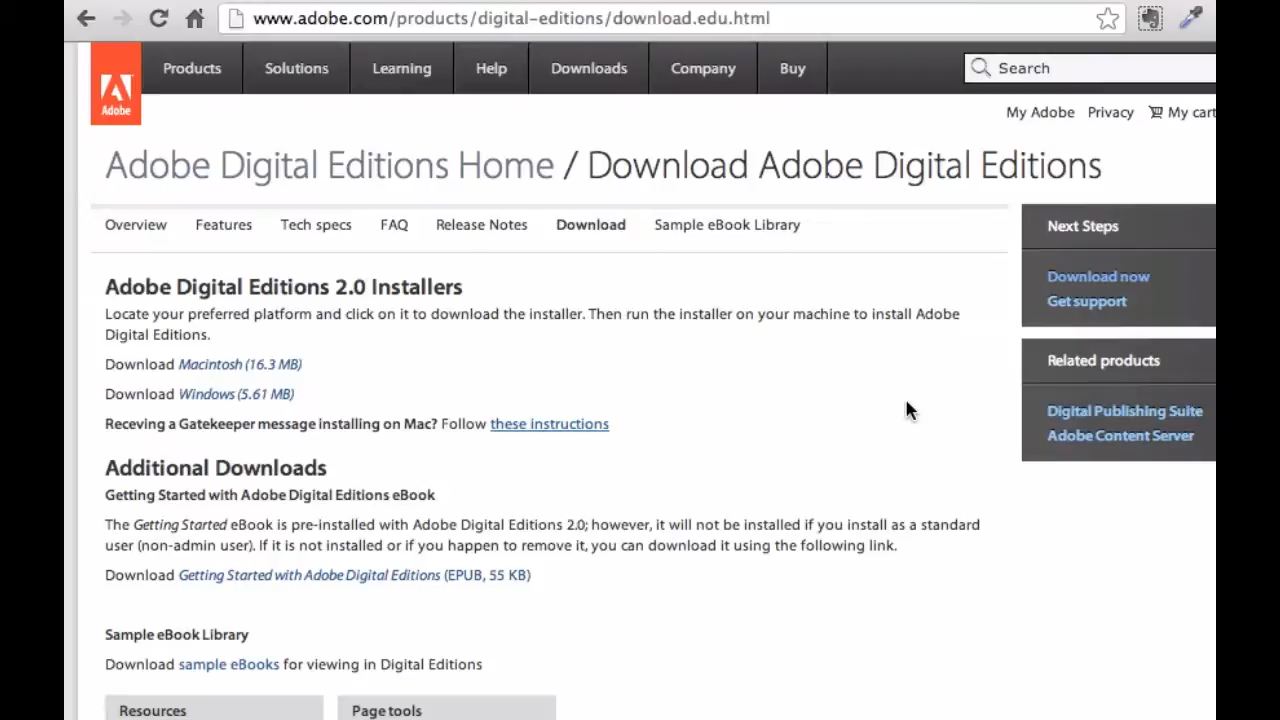 www.adobe.com/products/digital-editions/download.edu.html
Adobe
Products Solutions Learning Help Downloads Company Buy
Search
My Adobe Privacy My cart
Adobe Digital Editions Home / Download Adobe Digital Editions
Overview Features Tech specs FAQ Release Notes Download Sample eBook Library
Adobe Digital Editions 2.0 Installers
Locate your preferred platform and click on it to download the installer. Then run the installer on your machine to install Adobe
Digital Editions.
Download Macintosh (16.3 MB)
Download Windows (5.61 MB)
Receving a Gatekeeper message installing on Mac? Follow these instructions
Additional Downloads
Getting Started with Adobe Digital Editions eBook
The Getting Started eBook is pre-installed with Adobe Digital Editions 2.0; however, it will not be installed if you install as a standard
user (non-admin user). If it is not installed or if you happen to remove it, you can download it using the following link.
Download Getting Started with Adobe Digital Editions (EPUB, 55 KB)
Sample eBook Library
Download sample eBooks for viewing in Digital Editions
Resources
Page tools
Next Steps
Download now
Get support
Related products
Digital Publishing Suite
Adobe Content Server